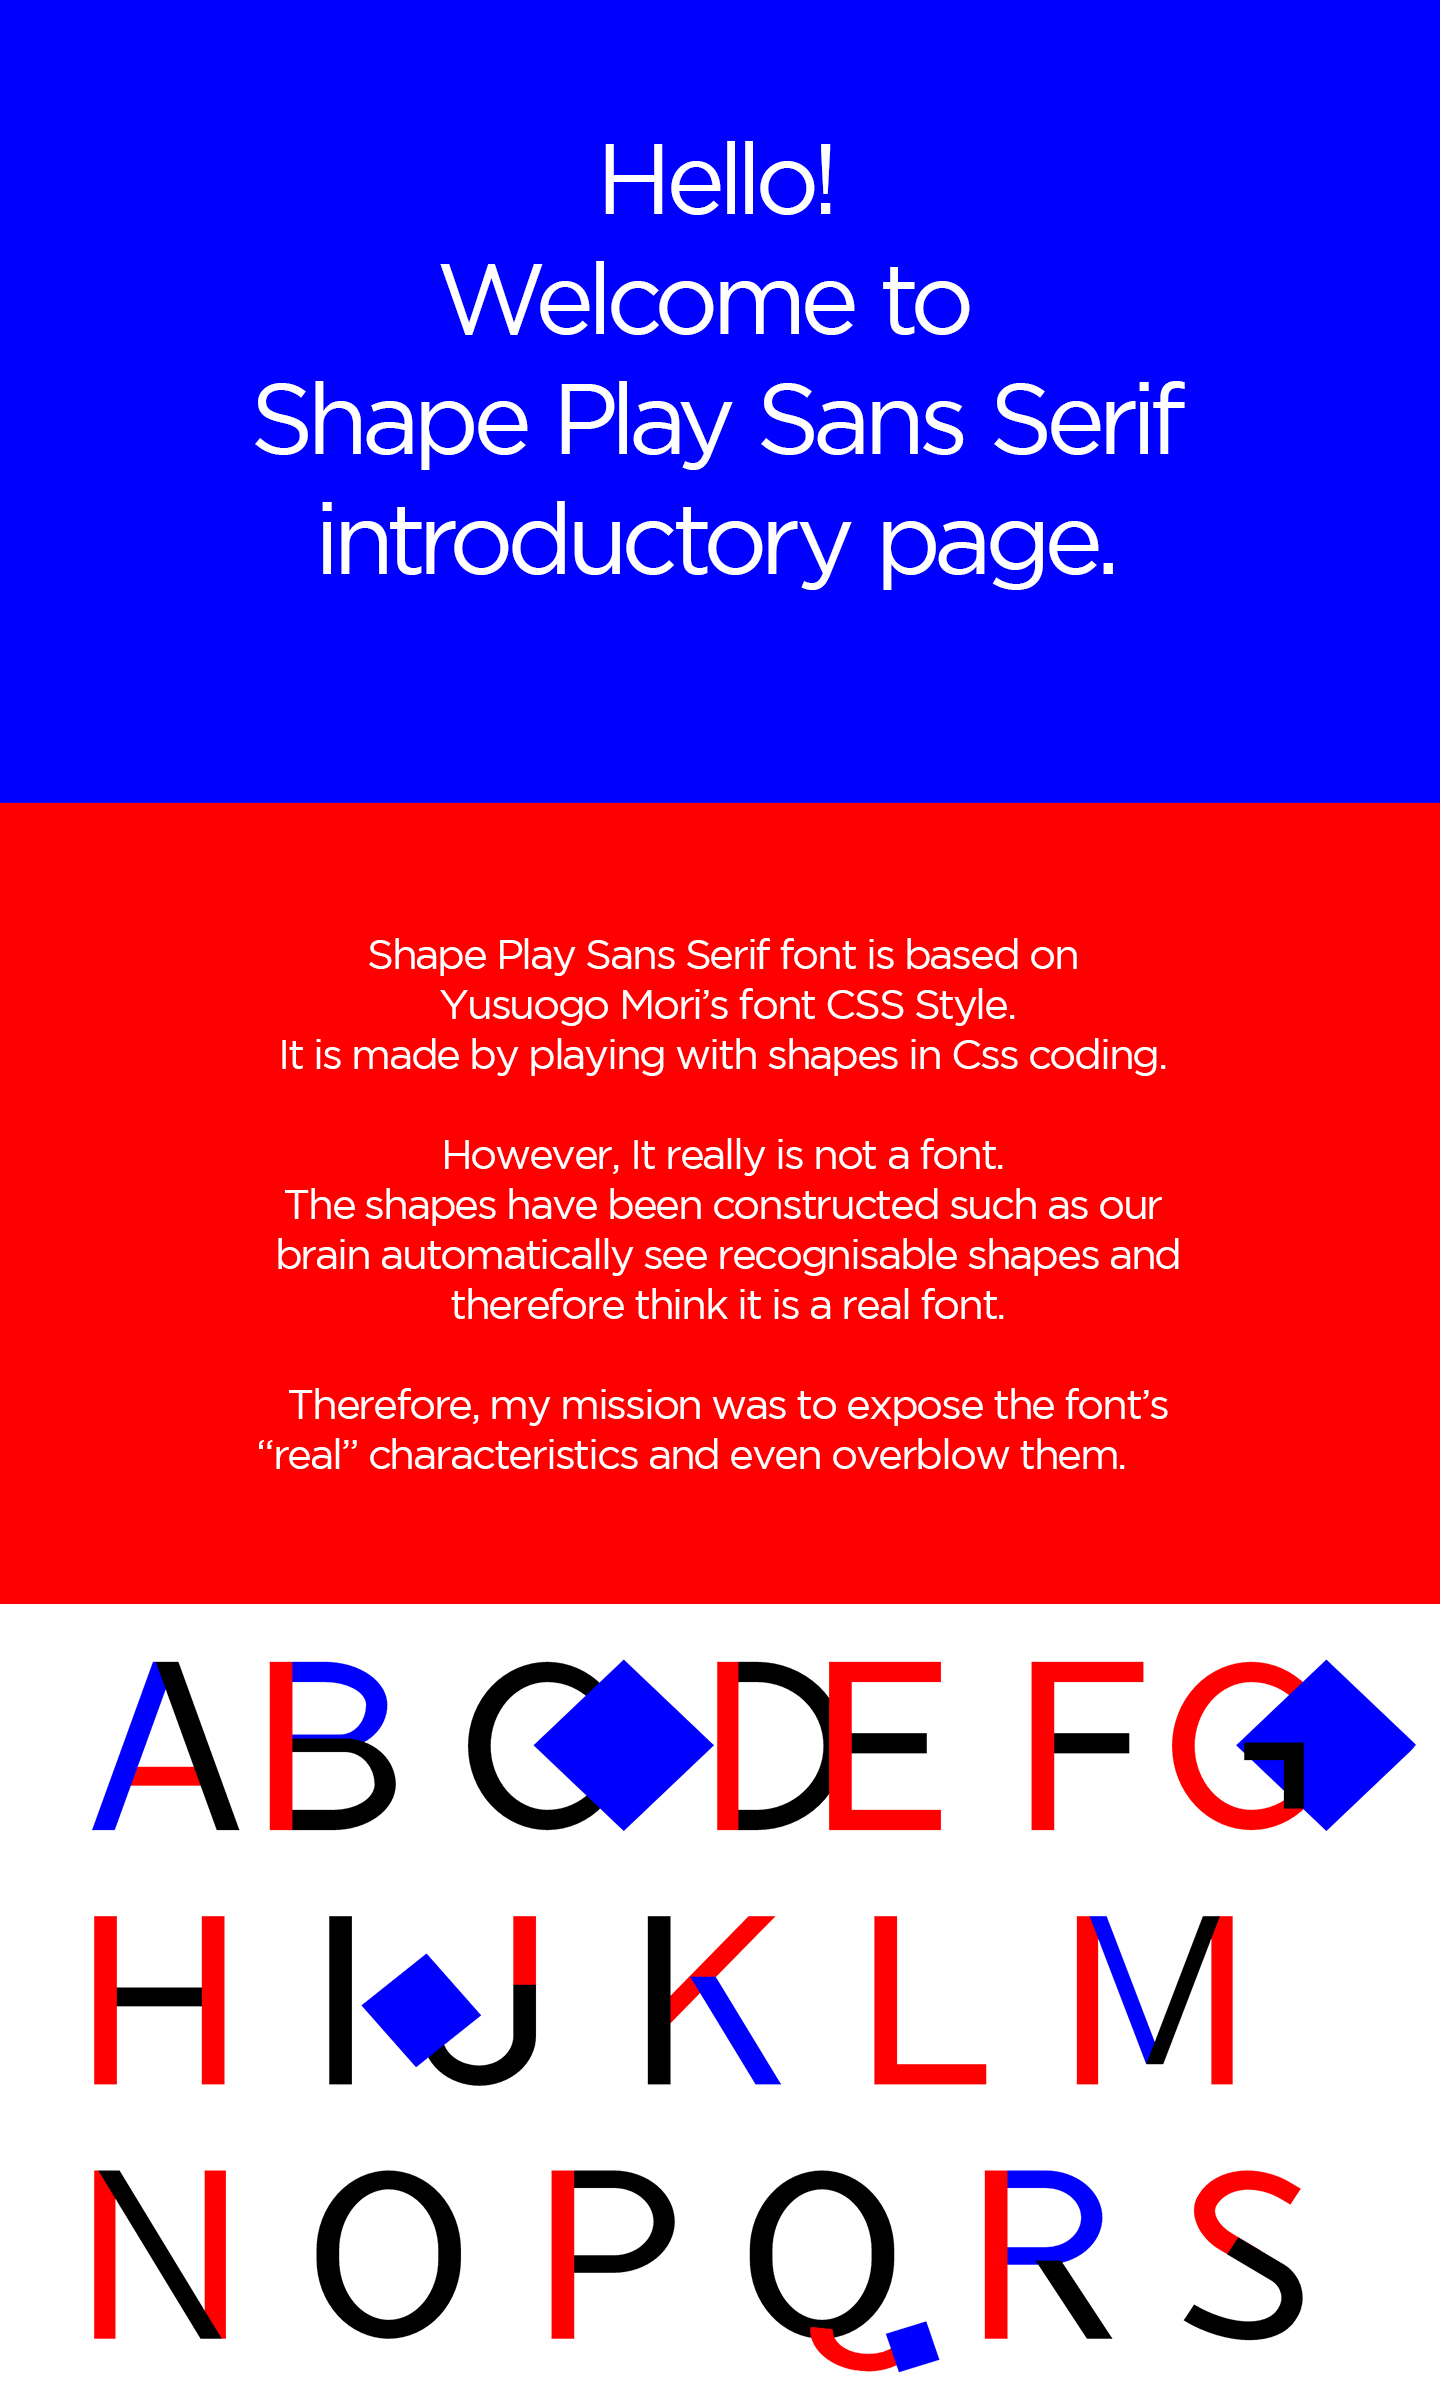 Hello!
Welcome to
Shape Play Sans Serif
introductory page.
Shape Play Sans Serif font is based on
Yusuogo Mori’s font CSS Style.
It is made by playing with shapes in Css coding.
However, It really is not a font.
The shapes have been constructed such as our
brain automatically see recognisable shapes and
therefore think it is a real font.
Therefore, my mission was to expose the font’s
“real” characteristics and even overblow them.
A B C D E F G
H I J K L M
N O P Q R S